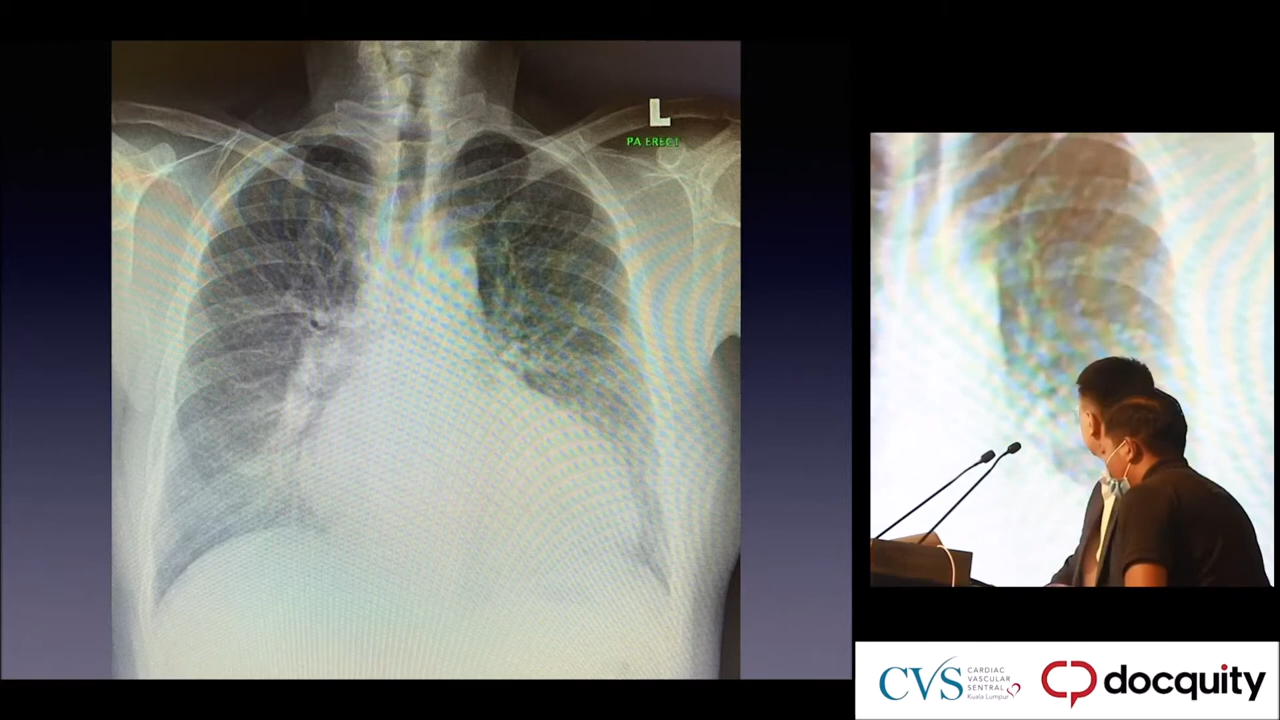 L
PA ERECT
CVS
CARDIAC
VASCULAR
SENTRAL
Kuala Lumpur
docquity